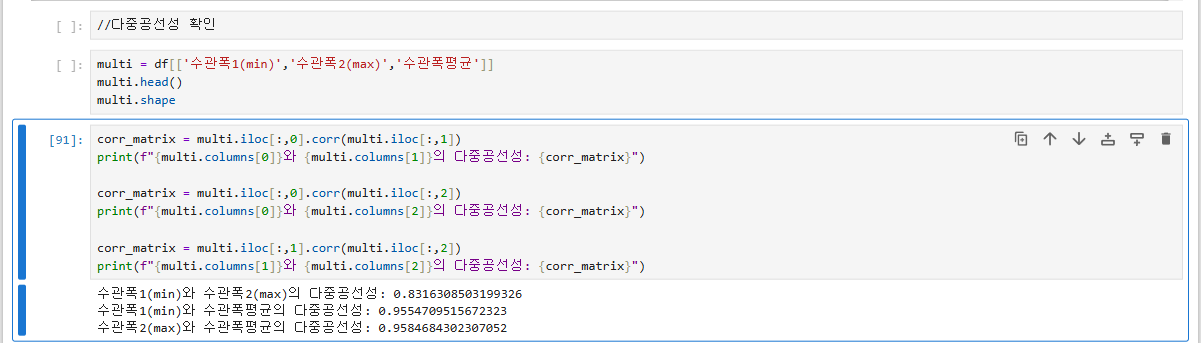 [ ]: //다중공선성 확인
[ ]: multi = df[['수관폭1(min)','수관폭2(max)','수관폭평균']]
multi.head()
multi.shape
[91]: corr_matrix = multi.iloc[:,0].corr(multi.iloc[:,1])
print(f"{multi.columns[0]}와 {multi.columns[1]}의 다중공선성: {corr_matrix}")
corr_matrix = multi.iloc[:,0].corr(multi.iloc[:,2])
print(f"{multi.columns[0]}와 {multi.columns[2]}의 다중공선성: {corr_matrix}")
corr_matrix = multi.iloc[:,1].corr(multi.iloc[:,2])
print(f"{multi.columns[1]}와 {multi.columns[2]}의 다중공선성: {corr_matrix}")
수관폭1(min)와 수관폭2(max)의 다중공선성: 0.8316308503199326
수관폭1(min)와 수관폭평균의 다중공선성: 0.9554709515672323
수관폭2(max)와 수관폭평균의 다중공선성: 0.9584684302307052